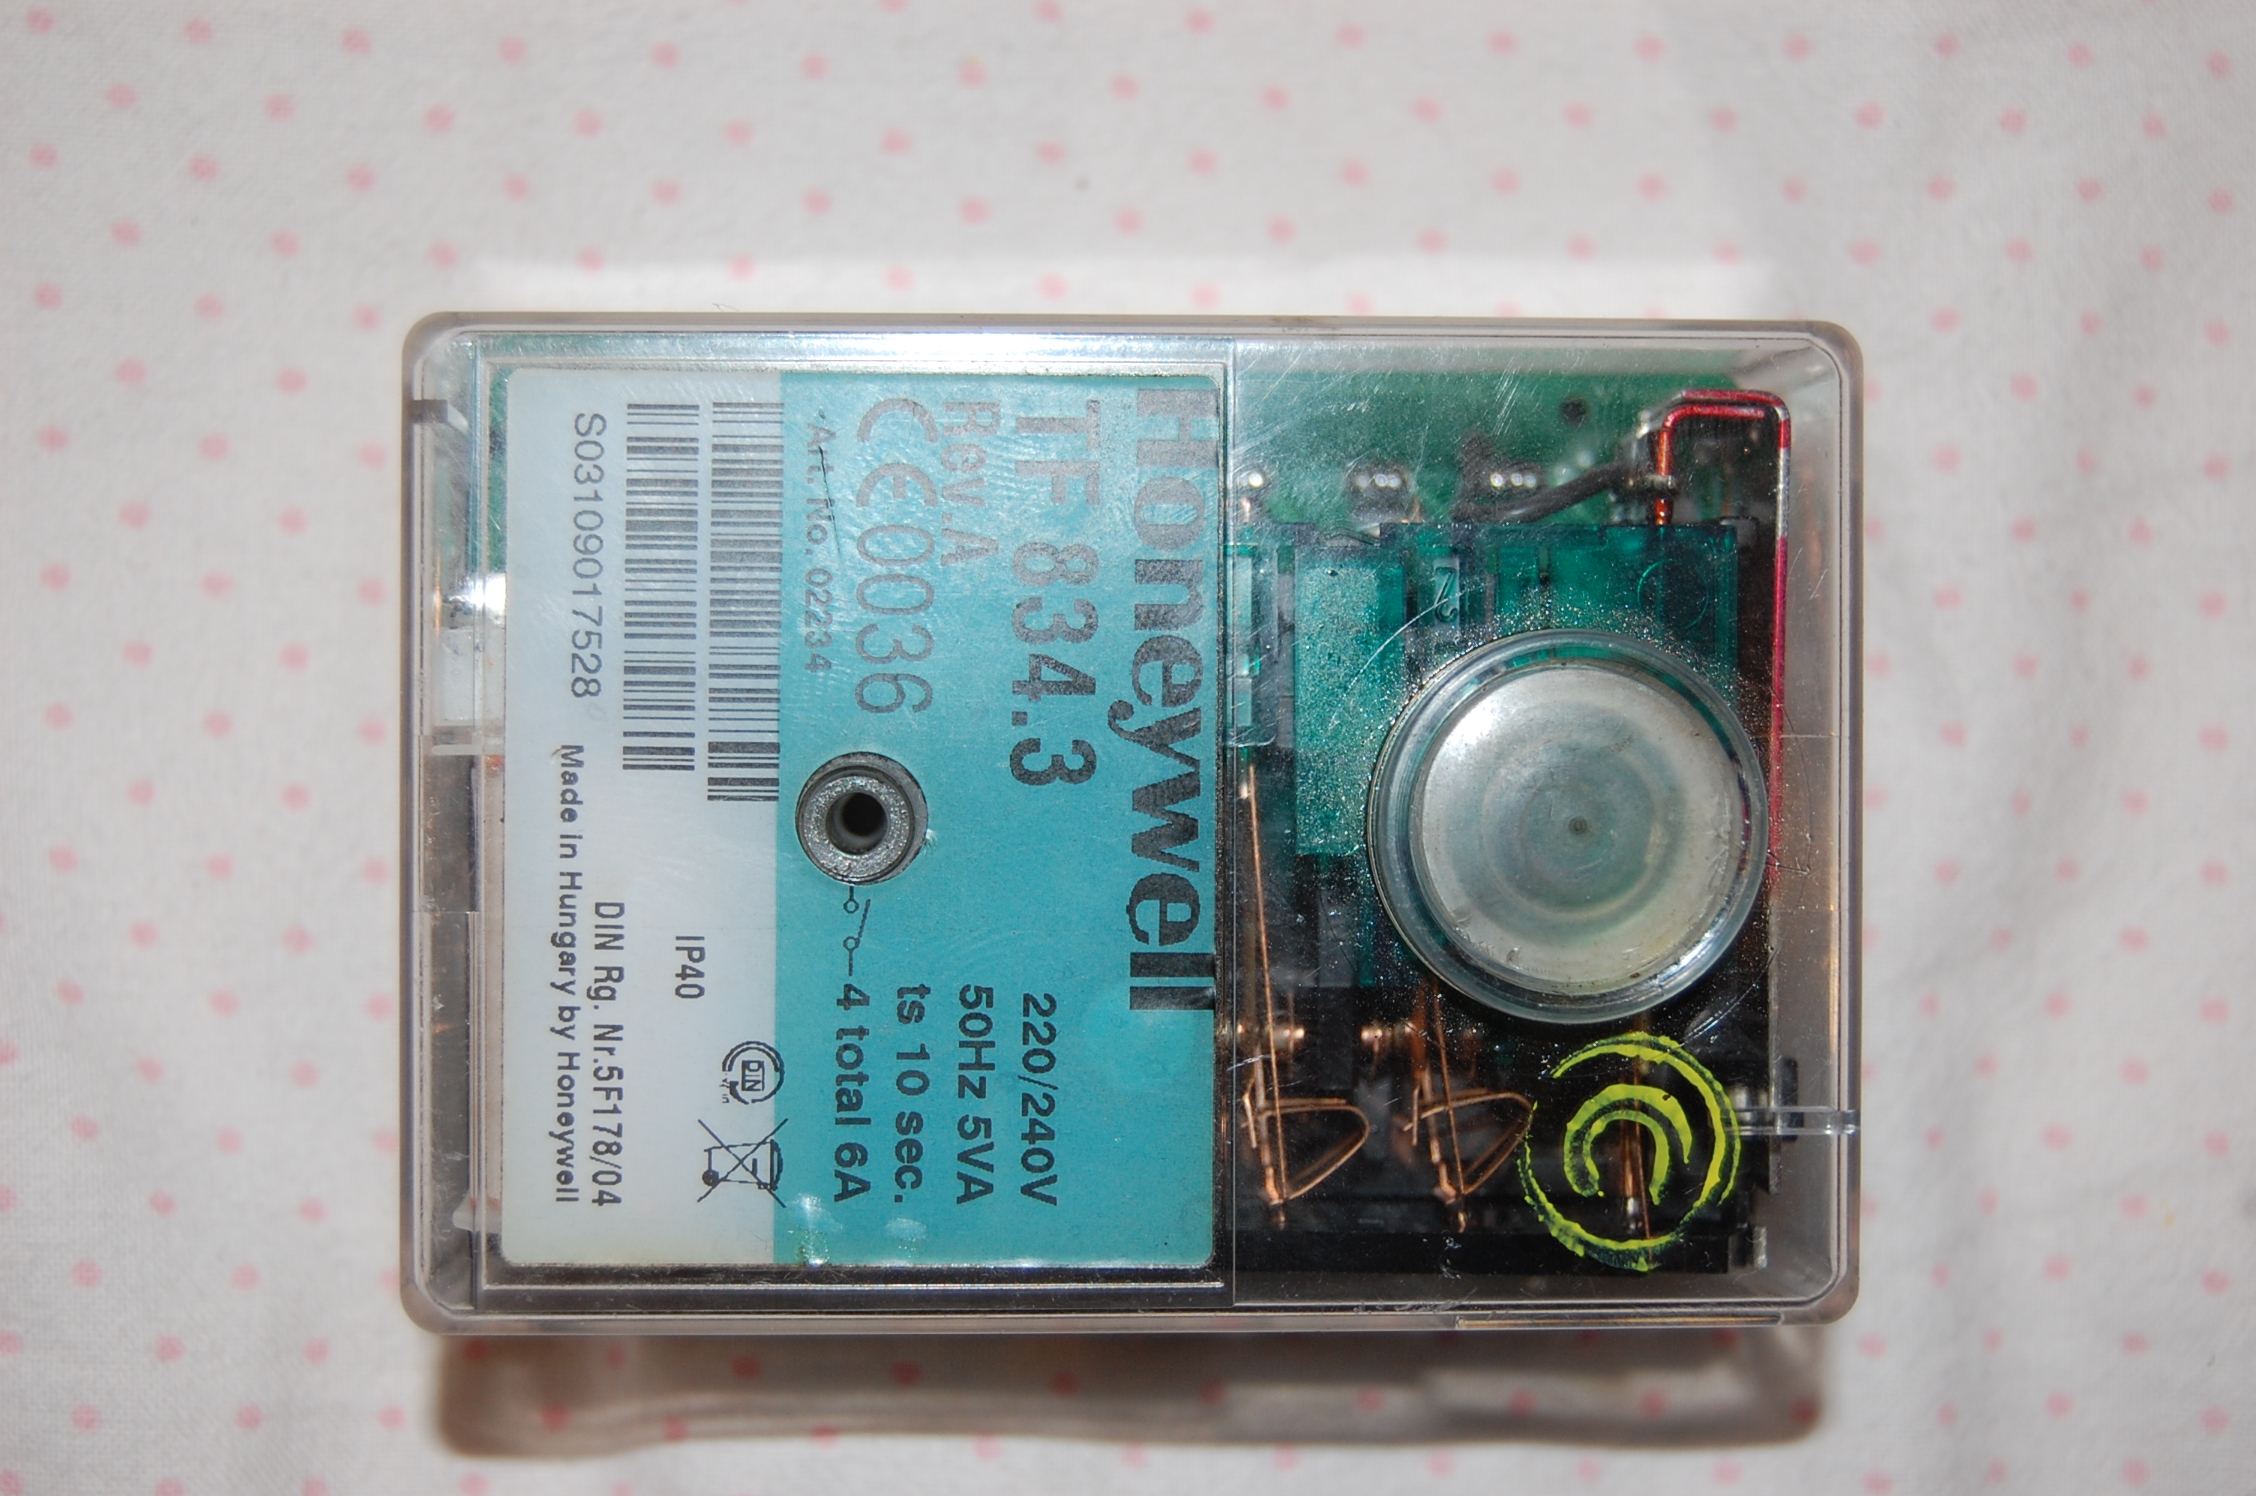 Honeywell
TF 834.3
Rev.A
CE0036
Art. No. 02234
220/240V
50Hz 5VA
ts 10 sec.
4 total 6A
DIN
IP40
S03109017528
DIN Rg. Nr.5F178/04
Made in Hungary by Honeywell